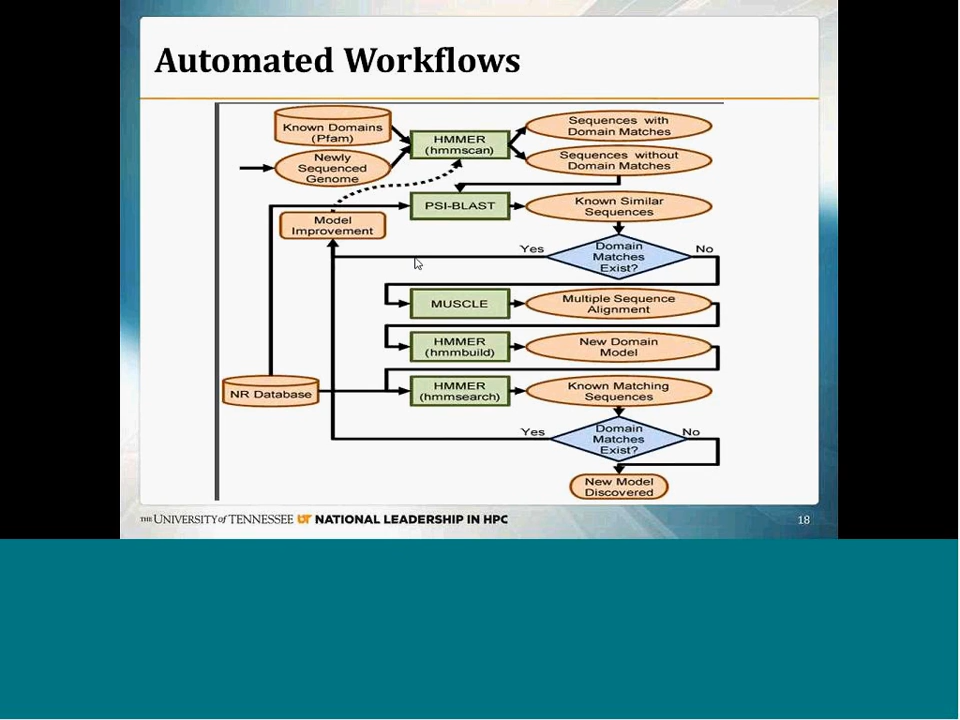 Automated Workflows
Known Domains
(Pfam)
HMMER
(hmmscan)
Sequences with
Domain Matches
Newly
Sequenced
Genome
Sequences without
Domain Matches
PSI-BLAST
Known Similar
Sequences
Model
Improvement
Yes
Domain
Matches
Exist?
No
MUSCLE
Multiple Sequence
Alignment
HMMER
(hmmbuild)
New Domain
Model
NR Database
HMMER
(hmmsearch)
Known Matching
Sequences
Yes
Domain
Matches
Exist?
No
New Model
Discovered
THE UNIVERSITY of TENNESSEE UT NATIONAL LEADERSHIP IN HPC
18